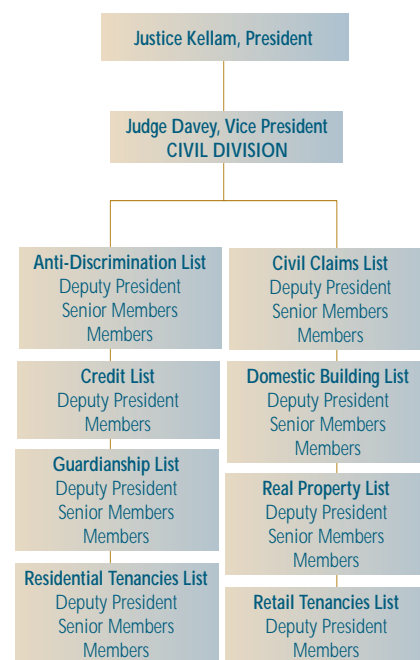 Justice Kellam, President
Judge Davey, Vice President
CIVIL DIVISION
Anti-Discrimination List
Deputy President
Senior Members
Members
Credit List
Deputy President
Members
Guardianship List
Deputy President
Senior Members
Members
Residential Tenancies List
Deputy President
Senior Members
Members
Civil Claims List
Deputy President
Senior Members
Members
Domestic Building List
Deputy President
Senior Members
Members
Real Property List
Deputy President
Senior Members
Members
Retail Tenancies List
Deputy President
Members